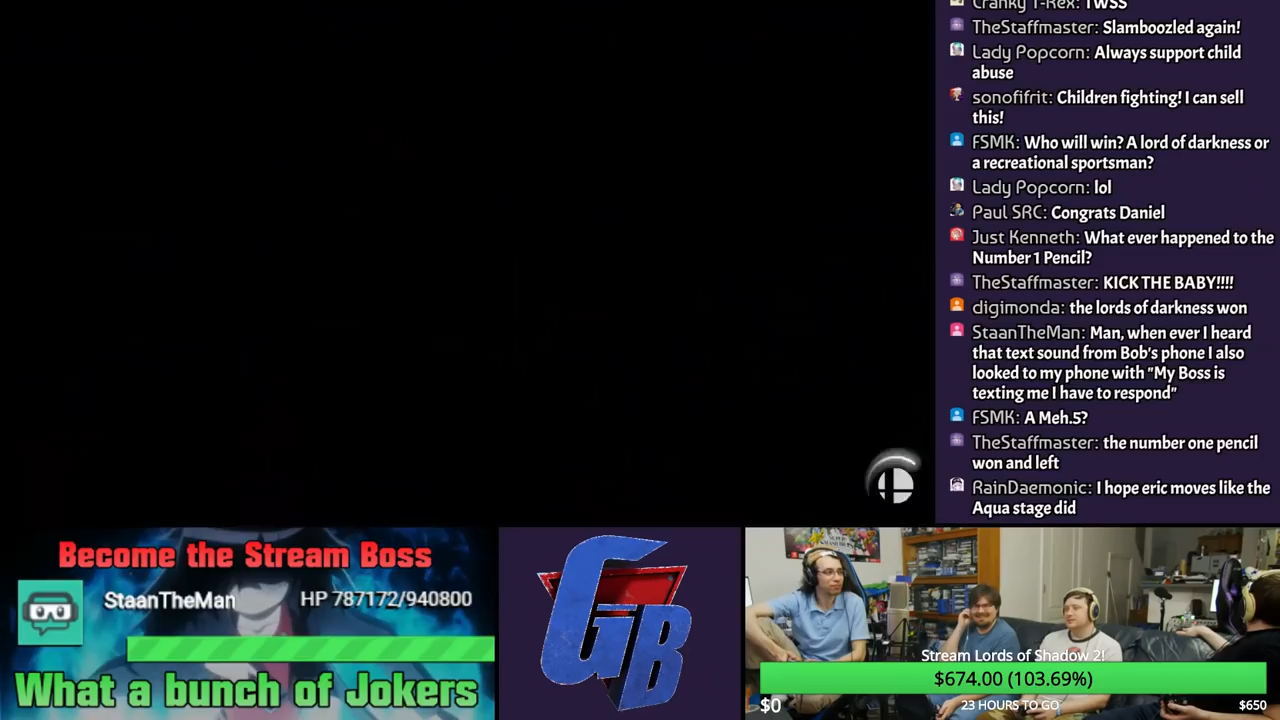 Cranky T-Rex: TWSS
TheStaffmaster: Slamboozled again!
Lady Popcorn: Always support child
abuse
sonofifrit: Children fighting! I can sell
this!
FSMK: Who will win? A lord of darkness or
a recreational sportsman?
Lady Popcorn: lol
Paul SRC: Congrats Daniel
Just Kenneth: What ever happened to the
Number 1 Pencil?
TheStaffmaster: KICK THE BABY!!!!
digimonda: the lords of darkness won
StaanTheMan: Man, when ever I heard
that text sound from Bob's phone I also
looked to my phone with "My Boss is
texting me I have to respond"
FSMK: A Meh.5?
TheStaffmaster: the number one pencil
won and left
RainDaemonic: I hope eric moves like the
Aqua stage did
Become the Stream Boss
StaanTheMan HP 787172/940800
What a bunch of Jokers
GB
Stream Lords of Shadow 2!
$674.00 (103.69%)
$0 23 HOURS TO GO $650